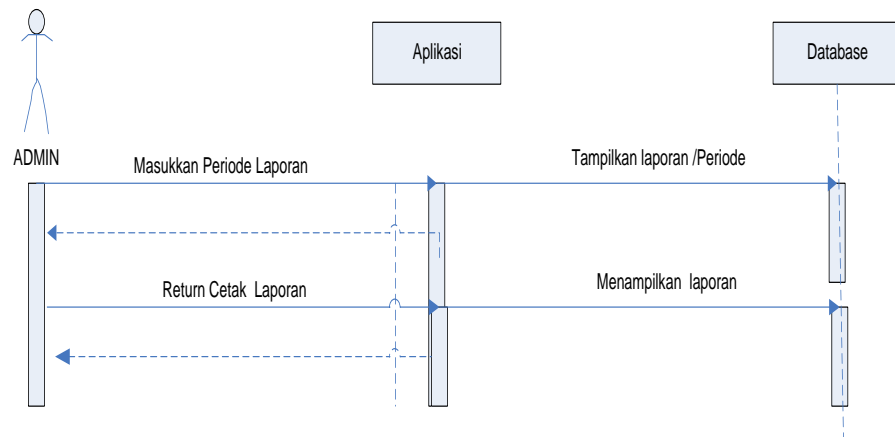 Aplikasi
Database
ADMIN
Masukkan Periode Laporan
Tampilkan laporan /Periode
Return Cetak  Laporan
Menampilkan  laporan